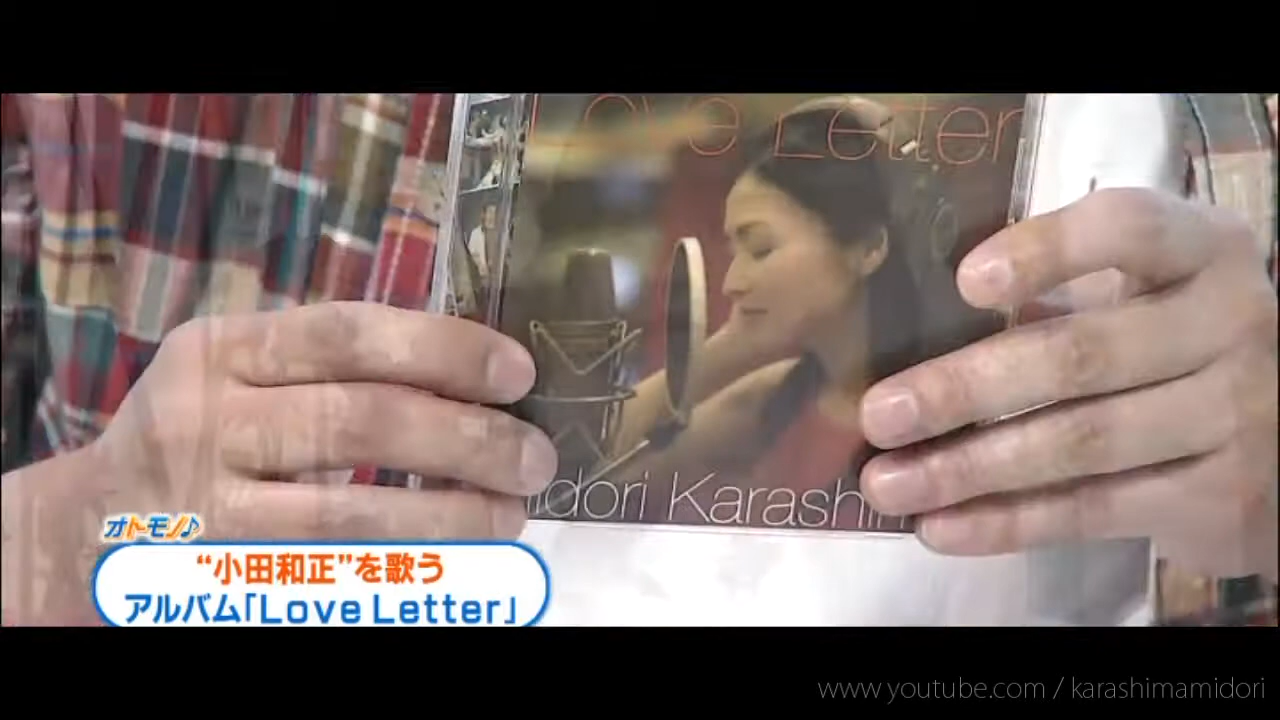 Love Letter
idori Karashim
オトモノ♪
“小田和正”を歌う
アルバム「Love Letter」
www.youtube.com / karashimamidori